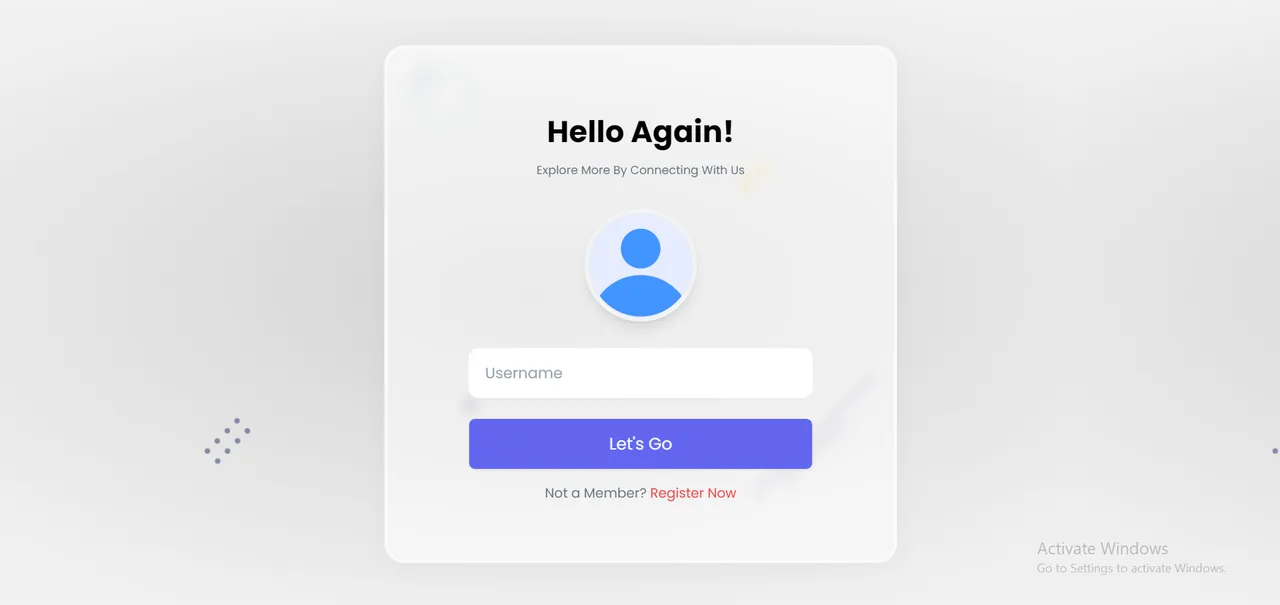 Hello Again!
Explore More By Connecting With Us
Username
Let's Go
Not a Member? Register Now
Activate Windows
Go to Settings to activate Windows.